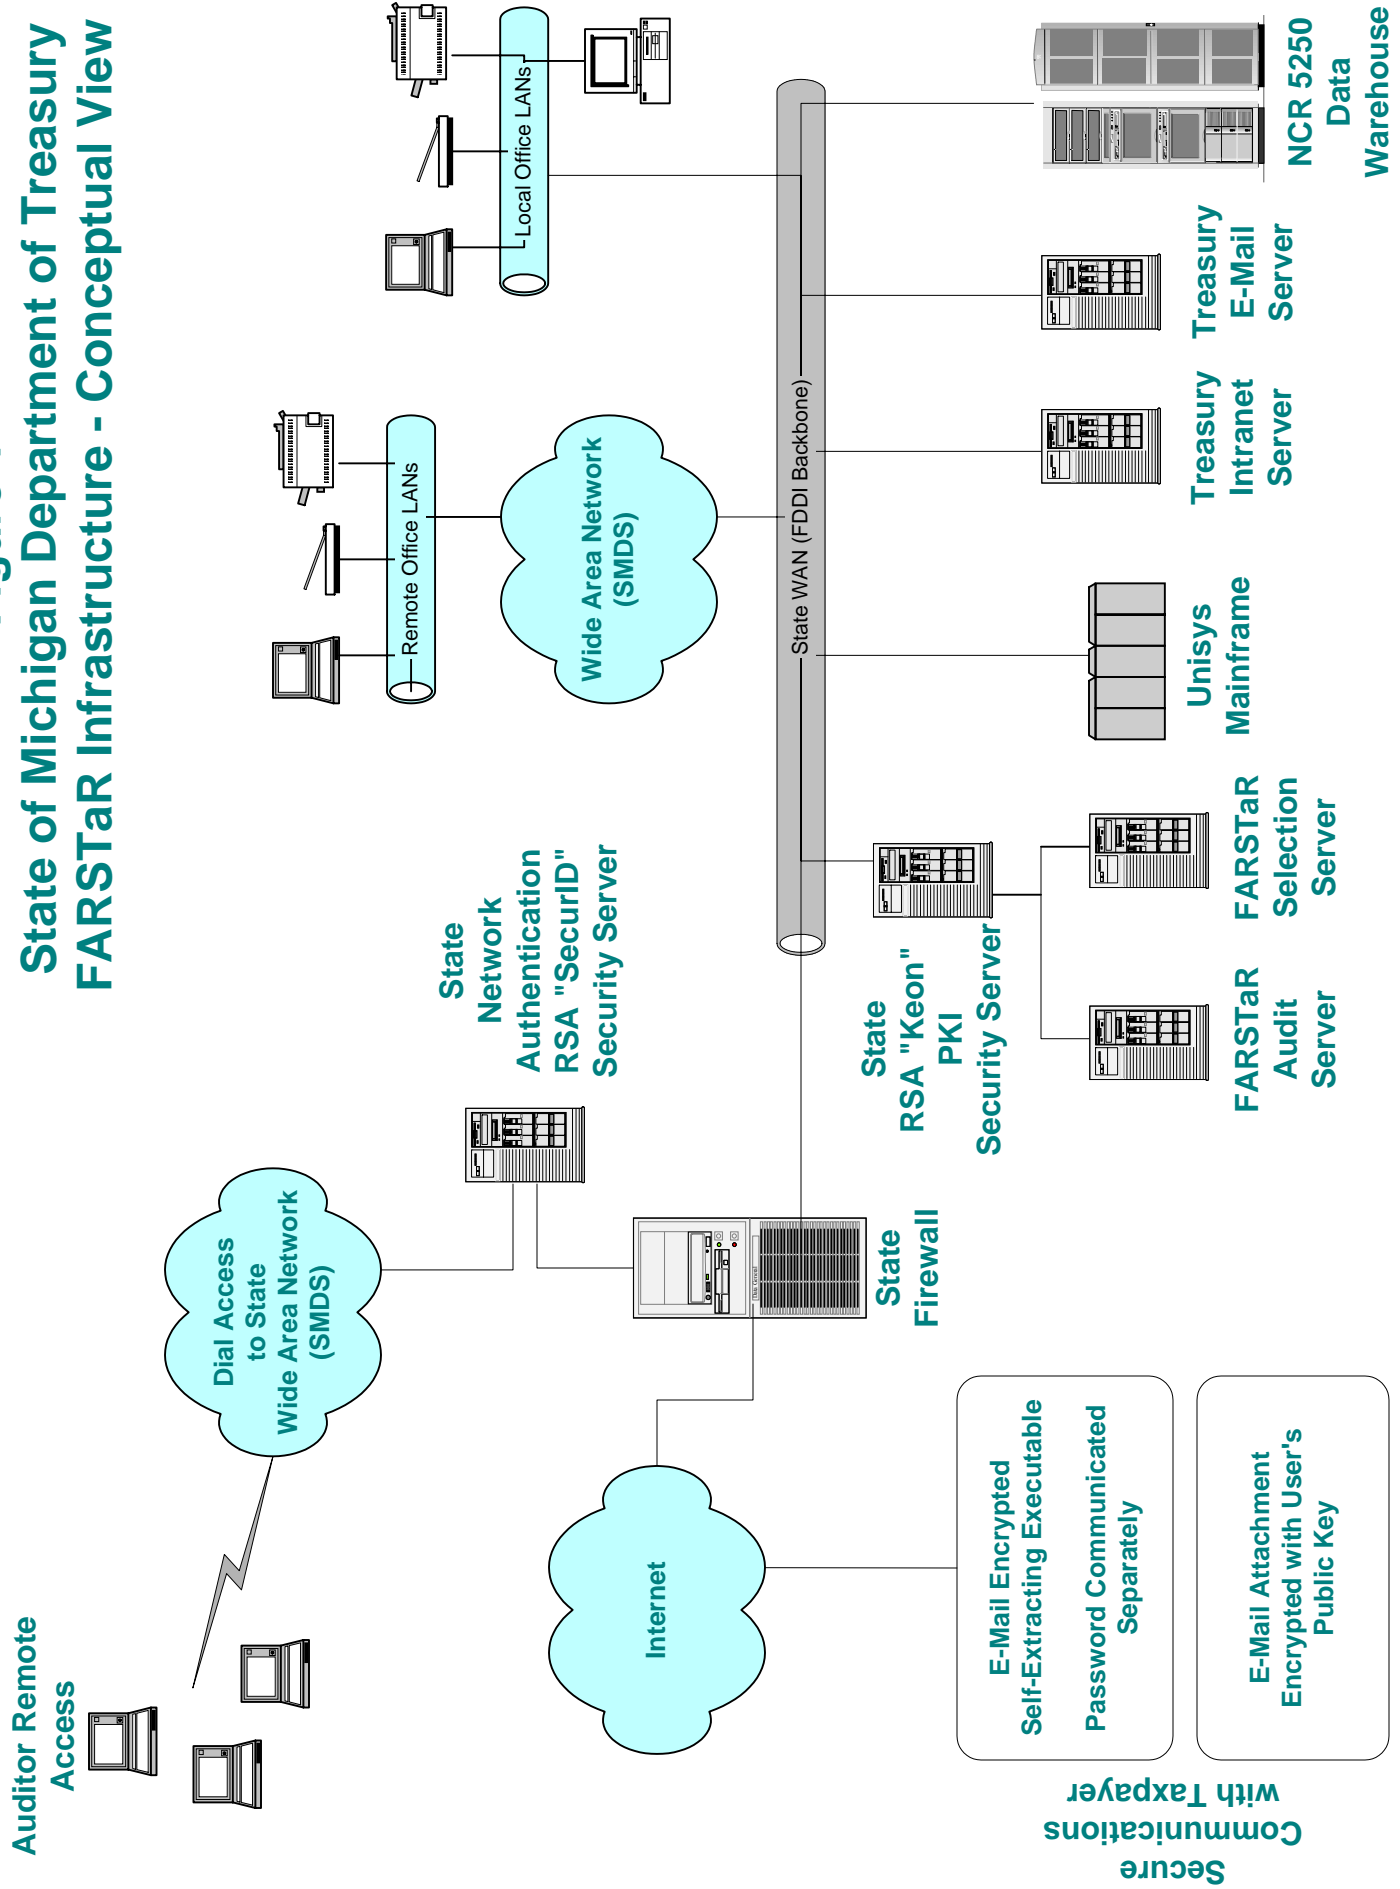 State of Michigan Department of Treasury
FARSTaR Infrastructure - Conceptual View
Auditor Remote
Access
Dial Access
to State
Wide Area Network
(SMDS)
State
Network
Authentication
RSA "SecurID"
Security Server
Remote Office LANs
Local Office LANs
Wide Area Network
(SMDS)
Internet
State
Firewall
State WAN (FDDI Backbone)
State
RSA "Keon"
PKI
Security Server
Secure
Communications
with Taxpayer
E-Mail Encrypted
Self-Extracting Executable
Password Communicated
Separately
E-Mail Attachment
Encrypted with User's
Public Key
FARSTaR
Audit
Server
FARSTaR
Selection
Server
Unisys
Mainframe
Treasury
Intranet
Server
Treasury
E-Mail
Server
NCR 5250
Data
Warehouse